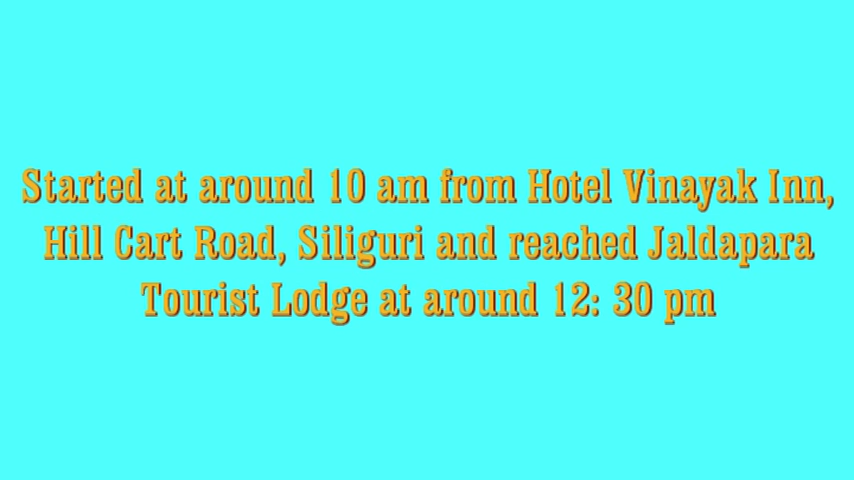 Started at around 10 am from Hotel Vinayak Inn,
Hill Cart Road, Siliguri and reached Jaldapara
Tourist Lodge at around 12: 30 pm